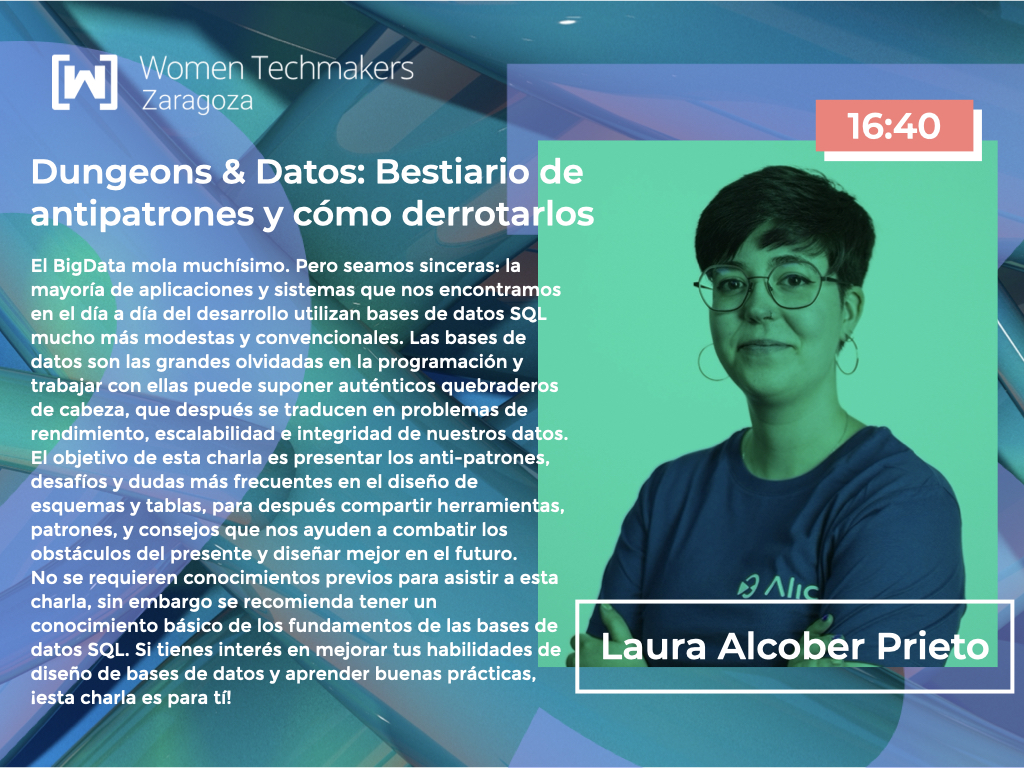 Women Techmakers
Zaragoza
16:40
Dungeons & Datos: Bestiario de
antipatrones y cómo derrotarlos
El BigData mola muchísimo. Pero seamos sinceras: la
mayoría de aplicaciones y sistemas que nos encontramos
en el día a día del desarrollo utilizan bases de datos SQL
mucho más modestas y convencionales. Las bases de
datos son las grandes olvidadas en la programación y
trabajar con ellas puede suponer auténticos quebraderos
de cabeza, que después se traducen en problemas de
rendimiento, escalabilidad e integridad de nuestros datos.
El objetivo de esta charla es presentar los anti-patrones,
desafíos y dudas más frecuentes en el diseño de
esquemas y tablas, para después compartir herramientas,
patrones, y consejos que nos ayuden a combatir los
obstáculos del presente y diseñar mejor en el futuro.
No se requieren conocimientos previos para asistir a esta
charla, sin embargo se recomienda tener un
conocimiento básico de los fundamentos de las bases de
datos SQL. Si tienes interés en mejorar tus habilidades de
diseño de bases de datos y aprender buenas prácticas,
¡esta charla es para tí!
Laura Alcober Prieto